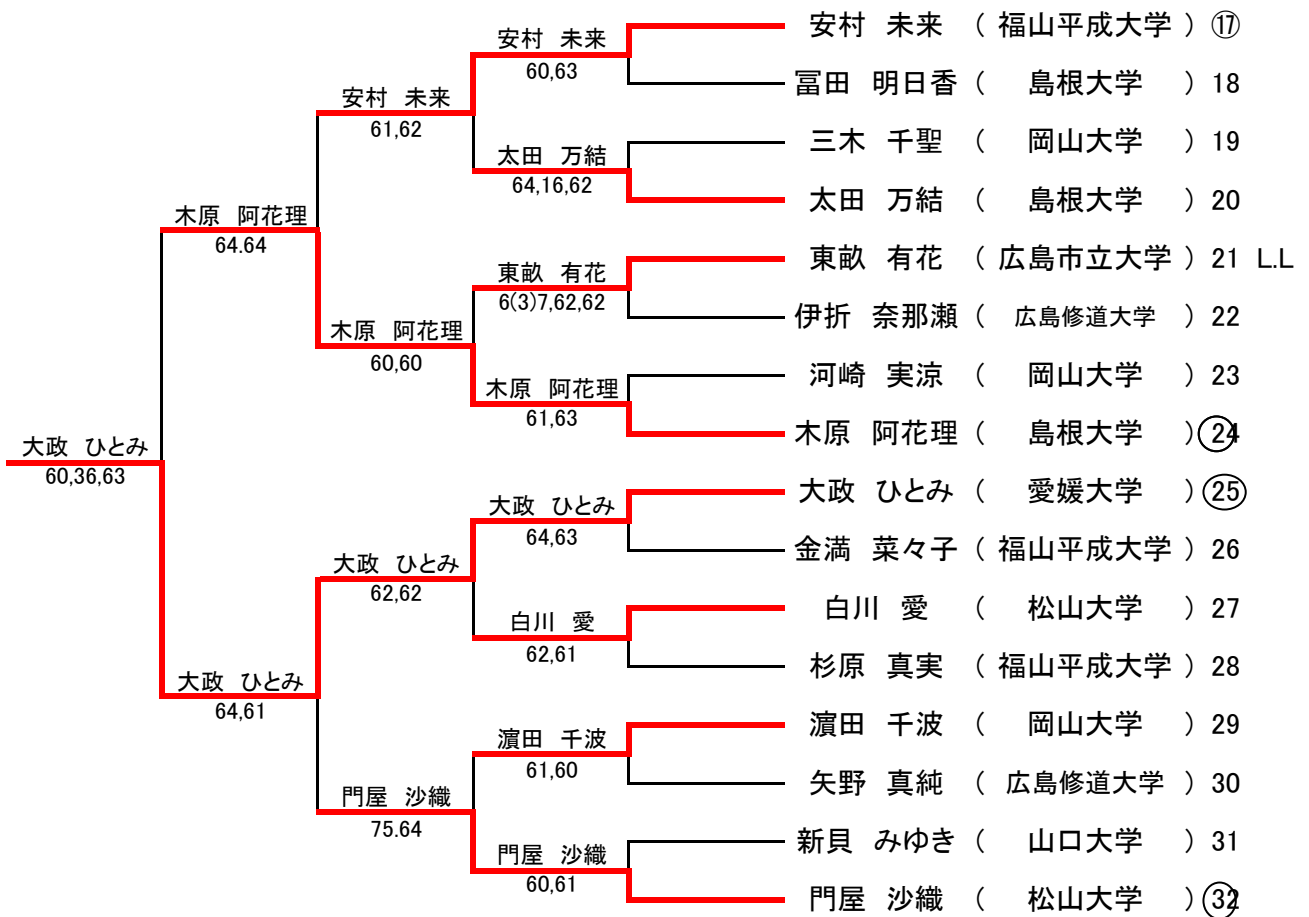 安村 未来 ( 福山平成大学 ) ⑰
安村 未来
60,63
冨田 明日香 ( 島根大学 ) 18
安村 未来
61,62
三木 千聖 ( 岡山大学 ) 19
太田 万結
64,16,62
太田 万結 ( 島根大学 ) 20
木原 阿花理
64.64
東畝 有花 ( 広島市立大学 ) 21 L.L
東畝 有花
6(3)7,62,62
伊折 奈那瀬 ( 広島修道大学 ) 22
木原 阿花理
60,60
河崎 実涼 ( 岡山大学 ) 23
木原 阿花理
61,63
木原 阿花理 ( 島根大学 ) 24
大政 ひとみ
60,36,63
大政 ひとみ ( 愛媛大学 ) 25
大政 ひとみ
64,63
金満 菜々子 ( 福山平成大学 ) 26
大政 ひとみ
62,62
白川 愛 ( 松山大学 ) 27
白川 愛
62,61
杉原 真実 ( 福山平成大学 ) 28
大政 ひとみ
64,61
濵田 千波 ( 岡山大学 ) 29
濵田 千波
61,60
矢野 真純 ( 広島修道大学 ) 30
門屋 沙織
75.64
新貝 みゆき ( 山口大学 ) 31
門屋 沙織
60,61
門屋 沙織 ( 松山大学 ) 32